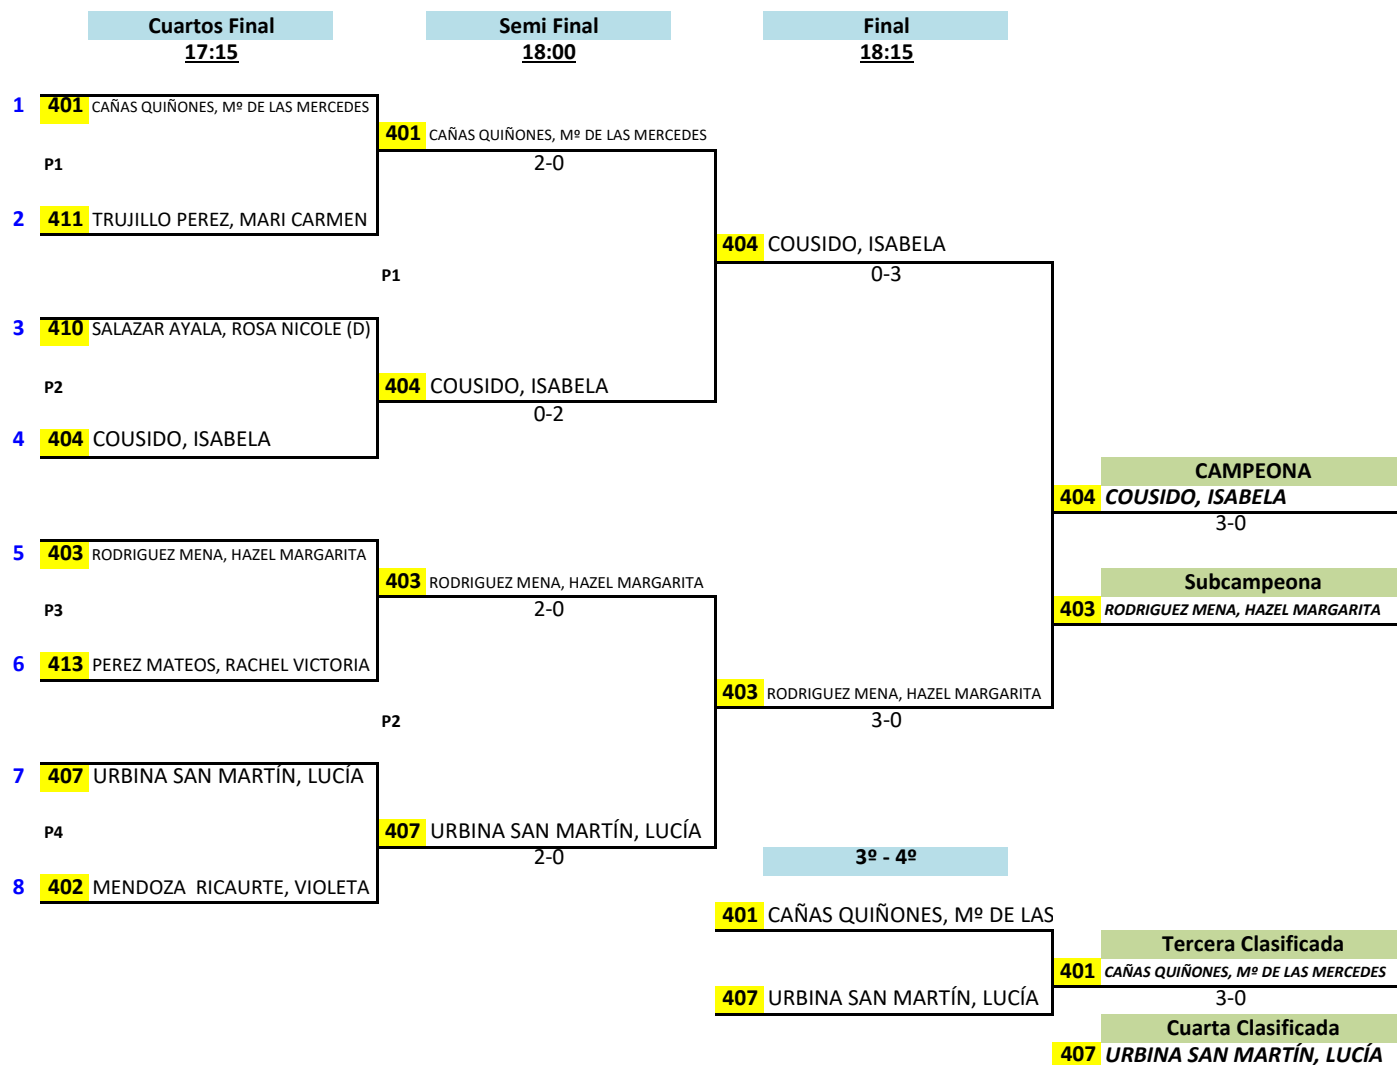 Cuartos Final Semi Final Final
17:15 18:00 18:15
1 401 CAÑAS QUIÑONES, Mº DE LAS MERCEDES
401 CAÑAS QUIÑONES, Mº DE LAS MERCEDES
P1 2-0
2 411 TRUJILLO PEREZ, MARI CARMEN
404 COUSIDO, ISABELA
P1 0-3
3 410 SALAZAR AYALA, ROSA NICOLE (D)
P2 404 COUSIDO, ISABELA
0-2
4 404 COUSIDO, ISABELA
CAMPEONA
404 COUSIDO, ISABELA
3-0
5 403 RODRIGUEZ MENA, HAZEL MARGARITA
403 RODRIGUEZ MENA, HAZEL MARGARITA Subcampeona
P3 2-0 403 RODRIGUEZ MENA, HAZEL MARGARITA
6 413 PEREZ MATEOS, RACHEL VICTORIA
403 RODRIGUEZ MENA, HAZEL MARGARITA
P2 3-0
7 407 URBINA SAN MARTÍN, LUCÍA
P4 407 URBINA SAN MARTÍN, LUCÍA
2-0 3º - 4º
8 402 MENDOZA  RICAURTE, VIOLETA
401 CAÑAS QUIÑONES, Mº DE LAS
Tercera Clasificada
401 CAÑAS QUIÑONES, Mº DE LAS MERCEDES
407 URBINA SAN MARTÍN, LUCÍA 3-0
Cuarta Clasificada
407 URBINA SAN MARTÍN, LUCÍA